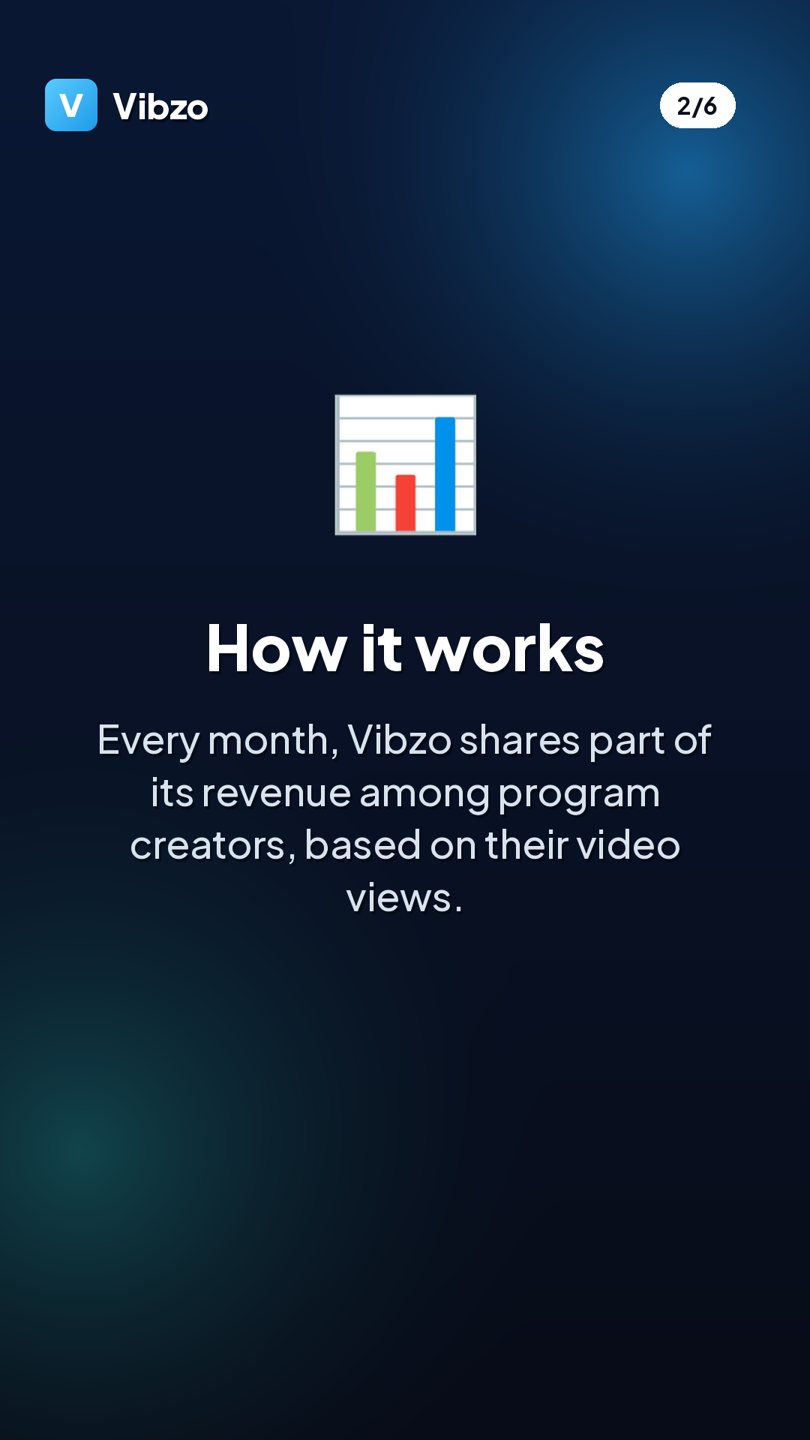 V Vibzo
2/6
How it works
Every month, Vibzo shares part of
its revenue among program
creators, based on their video
views.